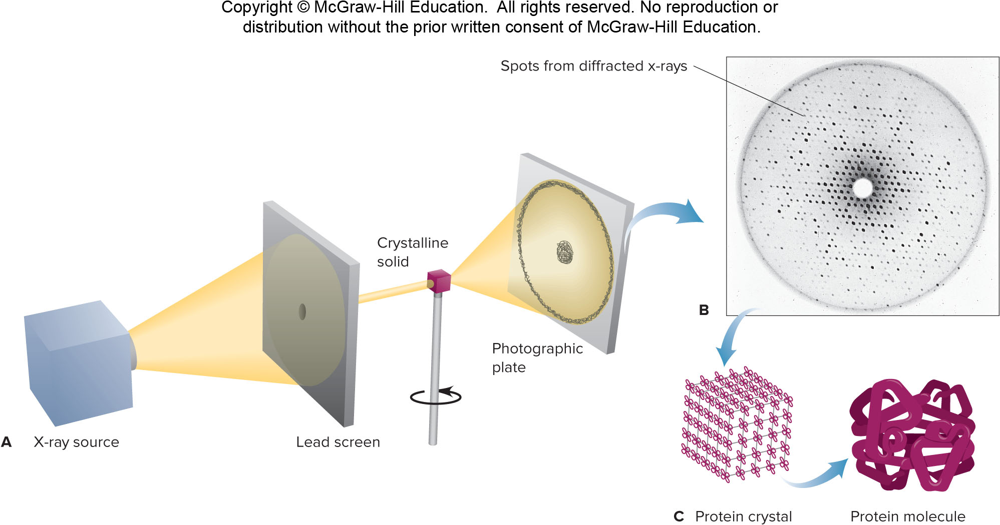 Copyright © McGraw-Hill Education.  All rights reserved. No reproduction or
distribution without the prior written consent of McGraw-Hill Education.
Spots from diffracted x-rays
Crystalline
solid
Photographic
plate
B
A
X-ray source
Lead screen
C
Protein crystal
Protein molecule